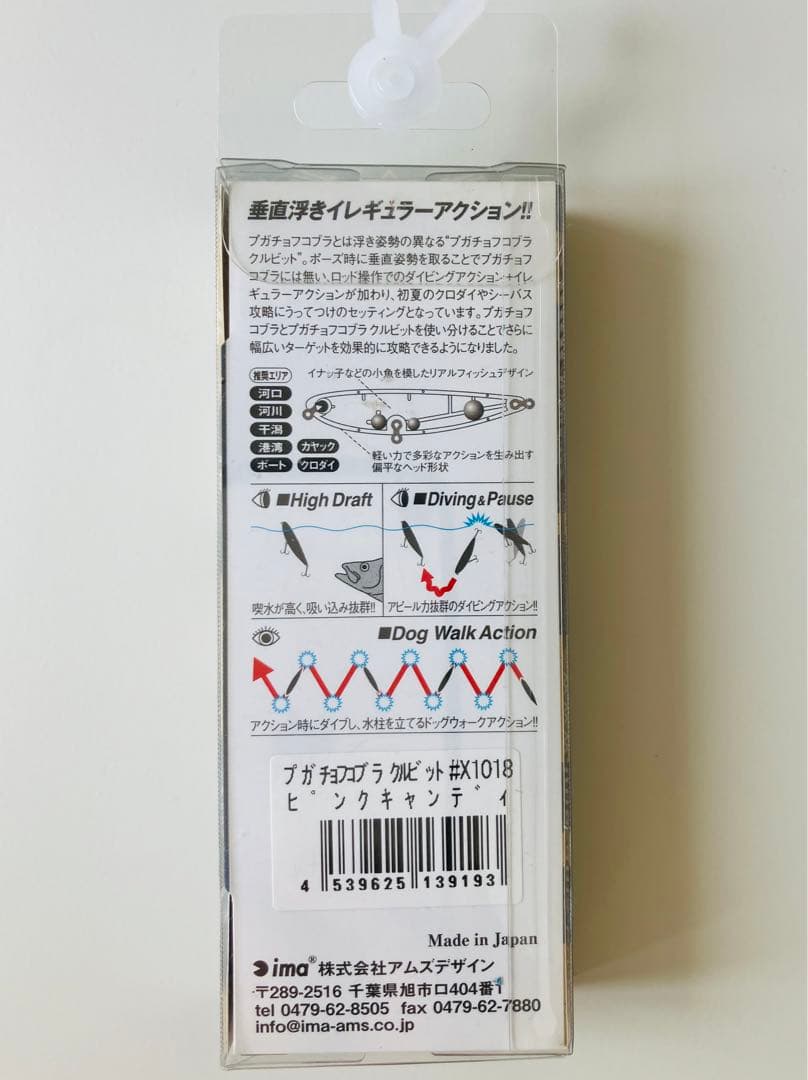 垂直浮きイレギュラーアクション!!
プガチョフコブラとは浮き姿勢の異なる"プガチョフコブラ
クルビット"。ポーズ時に垂直姿勢を取ることでプガチョフ
コブラには無い、ロッド操作でのダイビングアクション+イレ
ギュラーアクションが加わり、初夏のクロダイやシーバス
攻略にうってつけのセッティングとなっています。プガチョフ
コブラとプガチョフコブラ クルビットを使い分けることでさらに
幅広いターゲットを効果的に攻略できるようになりました。
推奨エリア
河口
河川
干潟
港湾 カヤック
ボート クロダイ
イナッ子などの小魚を模したリアルフィッシュデザイン
軽い力で多彩なアクションを生み出す
偏平なヘッド形状
■High Draft
喫水が高く、吸い込み抜群!!
■Diving&Pause
アピール力抜群のダイビングアクション!!
■Dog Walk Action
アクション時にダイブし、水柱を立てるドッグウォークアクション!!
プガチョフコブラ クルビット #X1018
ピンクキャンディ
4 539625 139193
Made in Japan
ima® 株式会社アムズデザイン
〒289-2516 千葉県旭市ロ404番1
tel 0479-62-8505 fax 0479-62-7880
info@ima-ams.co.jp